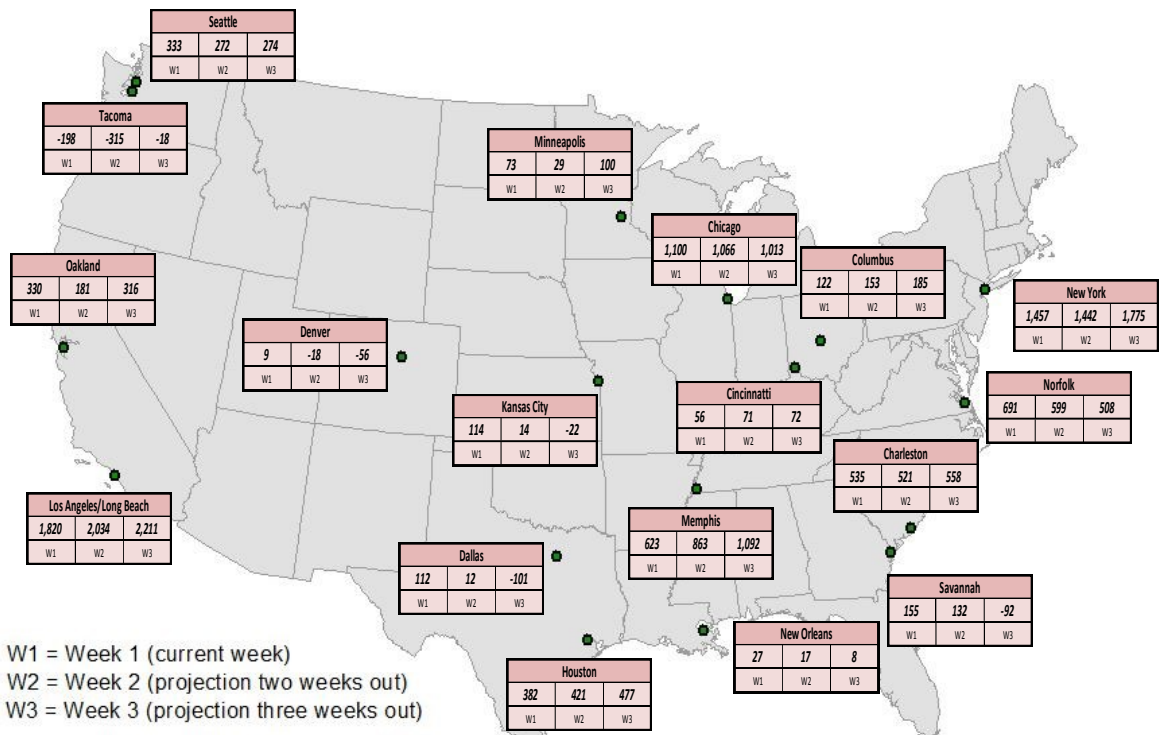 Seattle
333 272 274
W1 W2 W3
Tacoma
-198 -315 -18
W1 W2 W3
Minneapolis
73 29 100
W1 W2 W3
Chicago
1,100 1,066 1,013
W1 W2 W3
Columbus
122 153 185
W1 W2 W3
Oakland
330 181 316
W1 W2 W3
New York
1,457 1,442 1,775
W1 W2 W3
Denver
9 -18 -56
W1 W2 W3
Norfolk
691 599 508
W1 W2 W3
Cincinnatti
56 71 72
W1 W2 W3
Kansas City
114 14 -22
W1 W2 W3
Charleston
535 521 558
W1 W2 W3
Los Angeles/Long Beach
1,820 2,034 2,211
W1 W2 W3
Memphis
623 863 1,092
W1 W2 W3
Dallas
112 12 -101
W1 W2 W3
Savannah
155 132 -92
W1 W2 W3
New Orleans
27 17 8
W1 W2 W3
Houston
382 421 477
W1 W2 W3
W1 = Week 1 (current week)
W2 = Week 2 (projection two weeks out)
W3 = Week 3 (projection three weeks out)